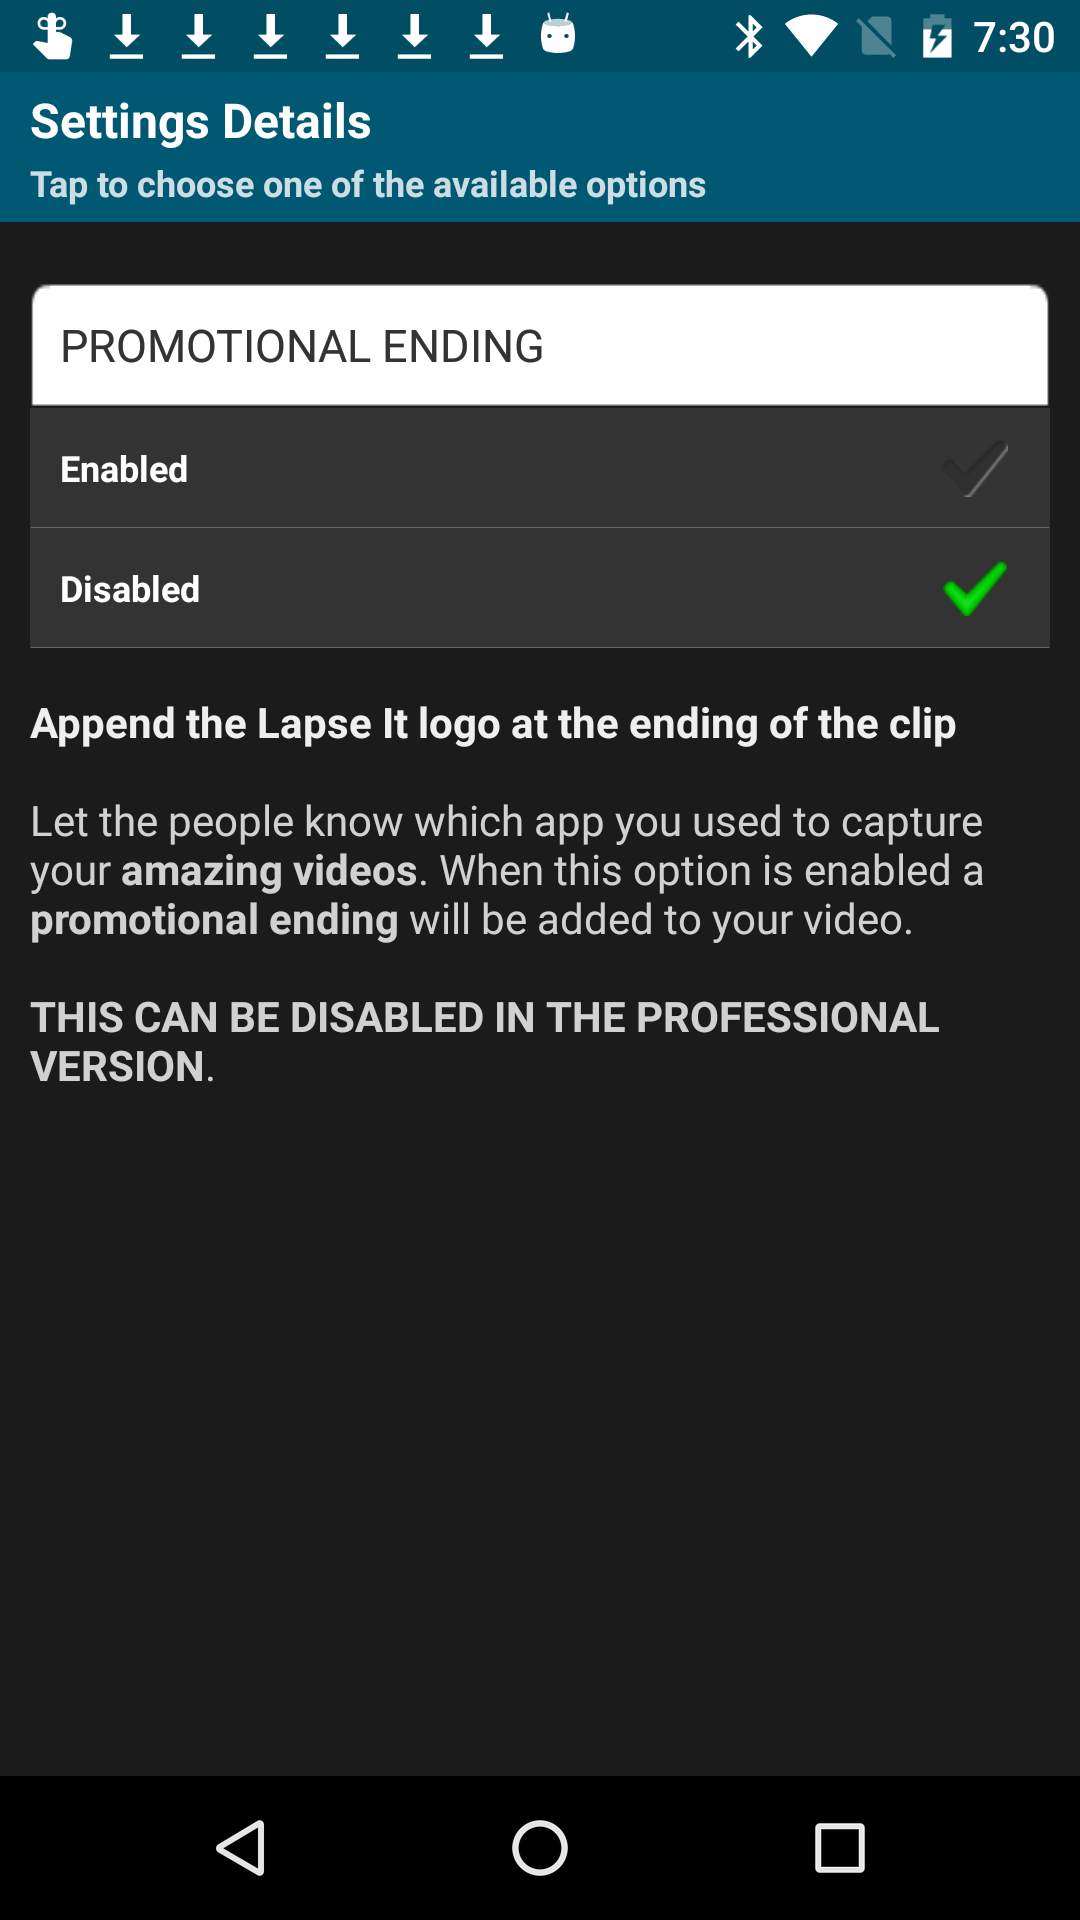 7:30
Settings Details
Tap to choose one of the available options
PROMOTIONAL ENDING
Enabled
Disabled
Append the Lapse It logo at the ending of the clip
Let the people know which app you used to capture
your amazing videos. When this option is enabled a
promotional ending will be added to your video.
THIS CAN BE DISABLED IN THE PROFESSIONAL
VERSION.